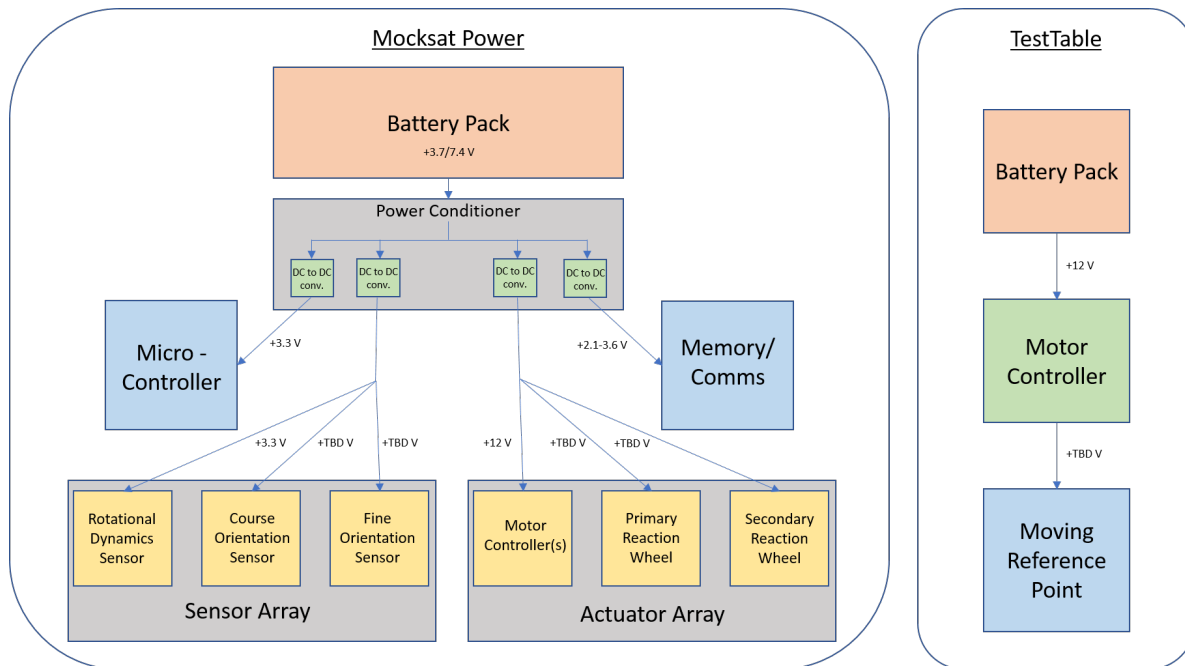 Mocksat Power
Battery Pack
+3.7/7.4 V
Power Conditioner
DC to DC
conv.
DC to DC
conv.
DC to DC
conv.
DC to DC
conv.
Micro -
Controller
+3.3 V
+2.1-3.6 V
Memory/
Comms
+3.3 V
+TBD V
+TBD V
+12 V
+TBD V
+TBD V
Rotational
Dynamics
Sensor
Course
Orientation
Sensor
Fine
Orientation
Sensor
Sensor Array
Motor
Controller(s)
Primary
Reaction
Wheel
Secondary
Reaction
Wheel
Actuator Array
TestTable
Battery Pack
+12 V
Motor
Controller
+TBD V
Moving
Reference
Point